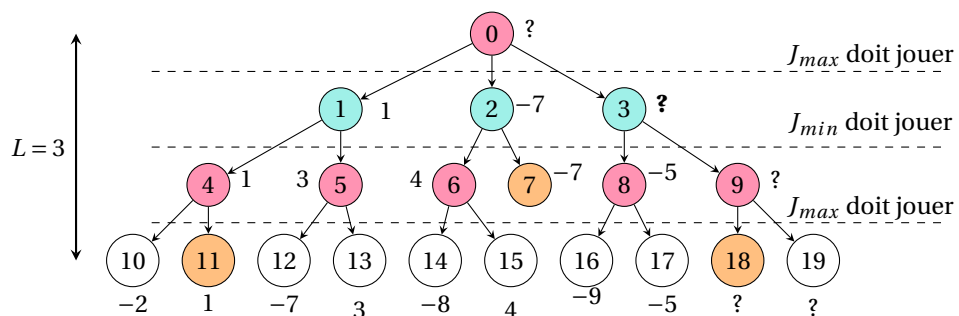 0 ?
J_max doit jouer
1 1 2 −7 3 ?
J_min doit jouer
L = 3
4 1 3 5 4 6 7 −7 8 −5 9 ?
J_max doit jouer
10 11 12 13 14 15 16 17 18 19
−2 1 −7 3 −8 4 −9 −5 ? ?